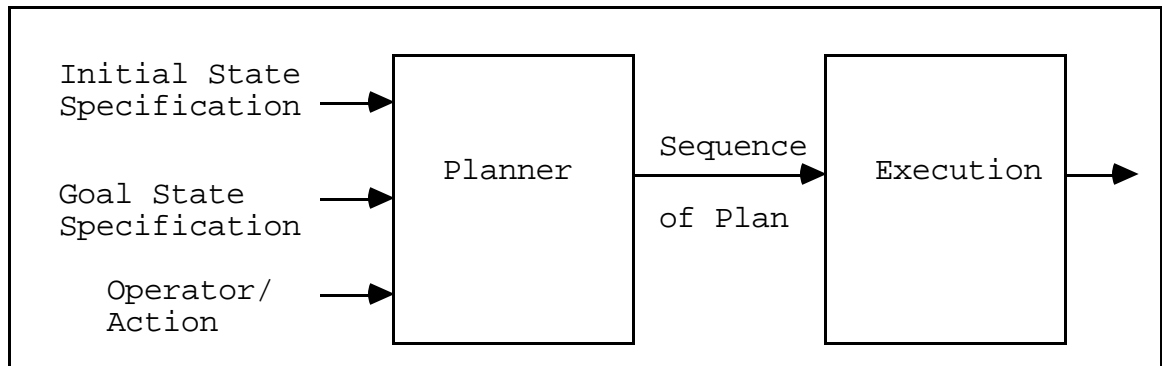 Initial State
Specification
Goal State
Specification
Operator/
Action
Planner
Sequence
of Plan
Execution